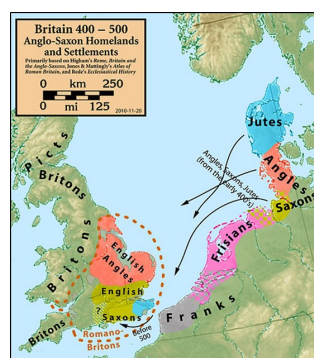 Britain 400 – 500
Anglo-Saxon Homelands
and Settlements
Primarily based on Higham's Rome, Britain
and the Anglo-Saxons, Jones & Mattingly's Atlas of
Roman Britain, and Bede's Ecclesiastical History
0 km 250
0 mi 125
2010-11-20
Jutes
Picts
Angles
Angles, Saxons, Jutes
(from the early 400's)
Britons
Saxons
Frisians
Britons
English
Angles
English
Saxons
?
Franks
Britons
Romano-
Britons
Before
500